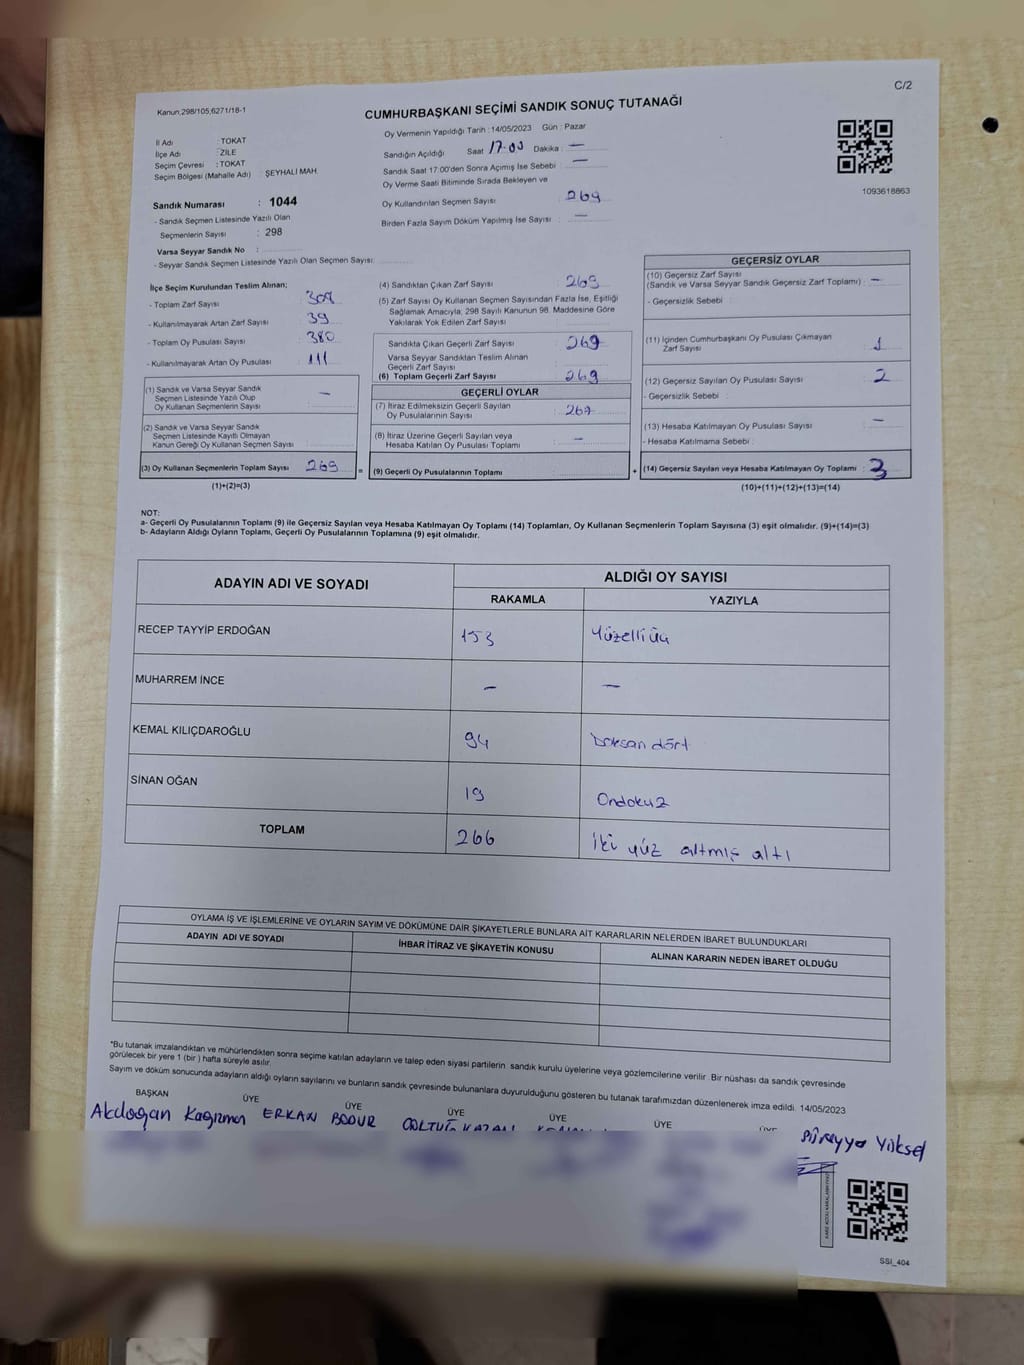 C/2
Kanun:298/105;6271/18-1
CUMHURBAŞKANI SEÇİMİ SANDIK SONUÇ TUTANAĞI
İl Adı : TOKAT
İlçe Adı : ZİLE
Seçim Çevresi : TOKAT
Seçim Bölgesi (Mahalle Adı) : ŞEYHALİ MAH.
Sandık Numarası : 1044
- Sandık Seçmen Listesinde Yazılı Olan
Seçmenlerin Sayısı : 298
Varsa Seyyar Sandık No :
- Seyyar Sandık Seçmen Listesinde Yazılı Olan Seçmen Sayısı:
Oy Vermenin Yapıldığı Tarih : 14/05/2023 Gün : Pazar
Sandığın Açıldığı Saat 17:00 Dakika : —
Sandık Saat 17:00'den Sonra Açımış İse Sebebi : —
Oy Verme Saati Bitiminde Sırada Bekleyen ve
Oy Kullandırılan Seçmen Sayısı : 269
Birden Fazla Sayım Döküm Yapılmış İse Sayısı : —
1093618863
İlçe Seçim Kurulundan Teslim Alınan;
- Toplam Zarf Sayısı : 308
- Kullanılmayarak Artan Zarf Sayısı : 39
- Toplam Oy Pusulası Sayısı : 380
- Kullanılmayarak Artan Oy Pusulası : 111
(1) Sandık ve Varsa Seyyar Sandık
Seçmen Listesinde Yazılı Olup
Oy Kullanan Seçmenlerin Sayısı : —
(2) Sandık ve Varsa Seyyar Sandık
Seçmen Listesinde Kayıtlı Olmayan
Kanun Gereği Oy Kullanan Seçmen Sayısı :
(3) Oy Kullanan Seçmenlerin Toplam Sayısı : 269 =
(1)+(2)=(3)
(4) Sandıktan Çıkan Zarf Sayısı : 269
(5) Zarf Sayısı Oy Kullanan Seçmen Sayısından Fazla İse, Eşitliği
Sağlamak Amacıyla; 298 Sayılı Kanunun 98. Maddesine Göre
Yakılarak Yok Edilen Zarf Sayısı :
Sandıkta Çıkan Geçerli Zarf Sayısı : 269
Varsa Seyyar Sandıktan Teslim Alınan
Geçerli Zarf Sayısı :
(6) Toplam Geçerli Zarf Sayısı : 269
GEÇERLİ OYLAR
(7) İtiraz Edilmeksizin Geçerli Sayılan
Oy Pusulalarının Sayısı : 267
(8) İtiraz Üzerine Geçerli Sayılan veya
Hesaba Katılan Oy Pusulası Toplamı : —
(9) Geçerli Oy Pusulalarının Toplamı : +
GEÇERSİZ OYLAR
(10) Geçersiz Zarf Sayısı
(Sandık ve Varsa Seyyar Sandık Geçersiz Zarf Toplamı) : —
- Geçersizlik Sebebi :
(11) İçinden Cumhurbaşkanı Oy Pusulası Çıkmayan
Zarf Sayısı : 1
(12) Geçersiz Sayılan Oy Pusulası Sayısı : 2
- Geçersizlik Sebebi :
(13) Hesaba Katılmayan Oy Pusulası Sayısı : —
- Hesaba Katılmama Sebebi :
(14) Geçersiz Sayılan veya Hesaba Katılmayan Oy Toplamı : 3
(10)+(11)+(12)+(13)=(14)
NOT:
a- Geçerli Oy Pusulalarının Toplamı (9) ile Geçersiz Sayılan veya Hesaba Katılmayan Oy Toplamı (14) Toplamları, Oy Kullanan Seçmenlerin Toplam Sayısına (3) eşit olmalıdır. (9)+(14)=(3)
b- Adayların Aldığı Oyların Toplamı, Geçerli Oy Pusulalarının Toplamına (9) eşit olmalıdır.
ADAYIN ADI VE SOYADI
ALDIĞI OY SAYISI
RAKAMLA YAZIYLA
RECEP TAYYİP ERDOĞAN 153 Yüzelliüç
MUHARREM İNCE — —
KEMAL KILIÇDAROĞLU 94 Doksan dört
SİNAN OĞAN 19 Ondokuz
TOPLAM 266 İki yüz altmış altı
OYLAMA İŞ VE İŞLEMLERİNE VE OYLARIN SAYIM VE DÖKÜMÜNE DAİR ŞİKAYETLERLE BUNLARA AİT KARARLARIN NELERDEN İBARET BULUNDUKLARI
ADAYIN ADI VE SOYADI İHBAR İTİRAZ VE ŞİKAYETİN KONUSU ALINAN KARARIN NEDEN İBARET OLDUĞU
*Bu tutanak imzalandıktan ve mühürlendikten sonra seçime katılan adayların ve talep eden siyasi partilerin sandık kurulu üyelerine veya gözlemcilerine verilir. Bir nüshası da sandık çevresinde
görülecek bir yere 1 (bir) hafta süreyle asılır.
Sayım ve döküm sonucunda adayların aldığı oyların sayılarını ve bunların sandık çevresinde bulunanlara duyurulduğunu gösteren bu tutanak tarafımızdan düzenlenerek imza edildi. 14/05/2023
BAŞKAN ÜYE ÜYE ÜYE ÜYE ÜYE ÜYE
Akdoğan Kağızman ERKAN BODUR Süreyya Yüksel
SSI_404